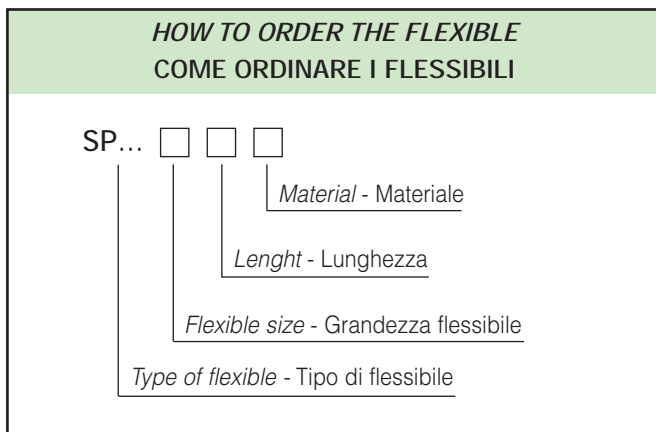 HOW TO ORDER THE FLEXIBLE
COME ORDINARE I FLESSIBILI
SP...
Material - Materiale
Lenght - Lunghezza
Flexible size - Grandezza flessibile
Type of flexible - Tipo di flessibile